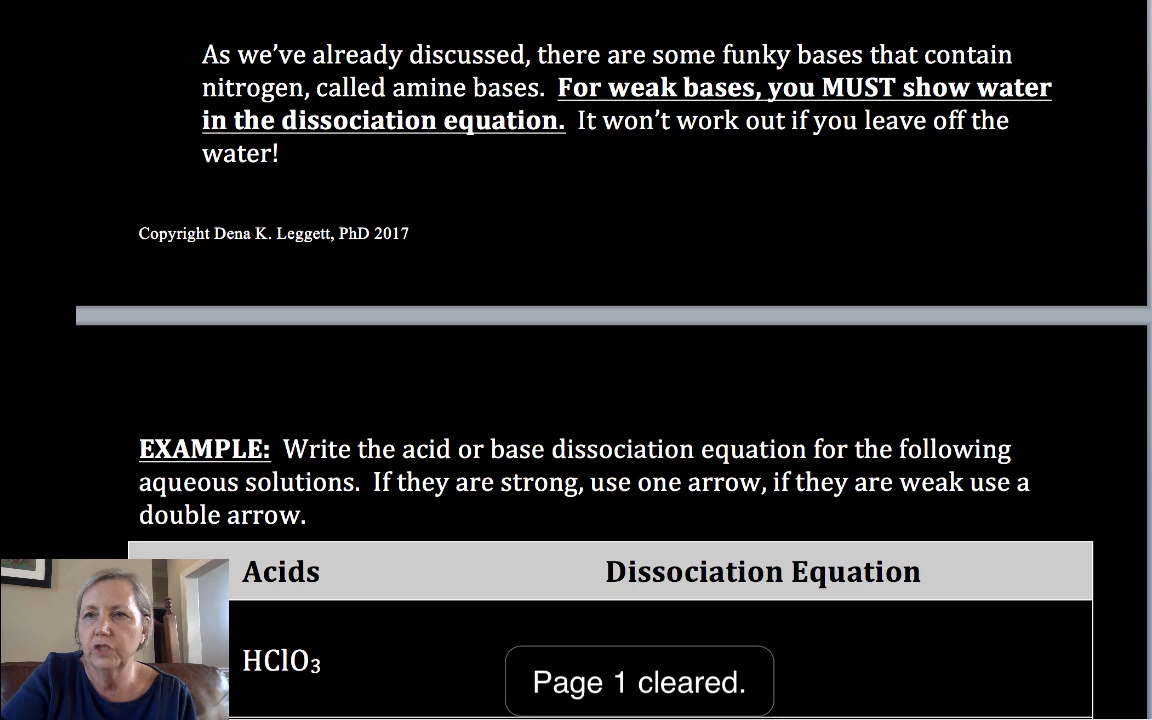 As we’ve already discussed, there are some funky bases that contain
nitrogen, called amine bases.  For weak bases, you MUST show water
in the dissociation equation.  It won’t work out if you leave off the
water!
Copyright Dena K. Leggett, PhD 2017
EXAMPLE:  Write the acid or base dissociation equation for the following
aqueous solutions.  If they are strong, use one arrow, if they are weak use a
double arrow.
Acids Dissociation Equation
HClO₃
Page 1 cleared.